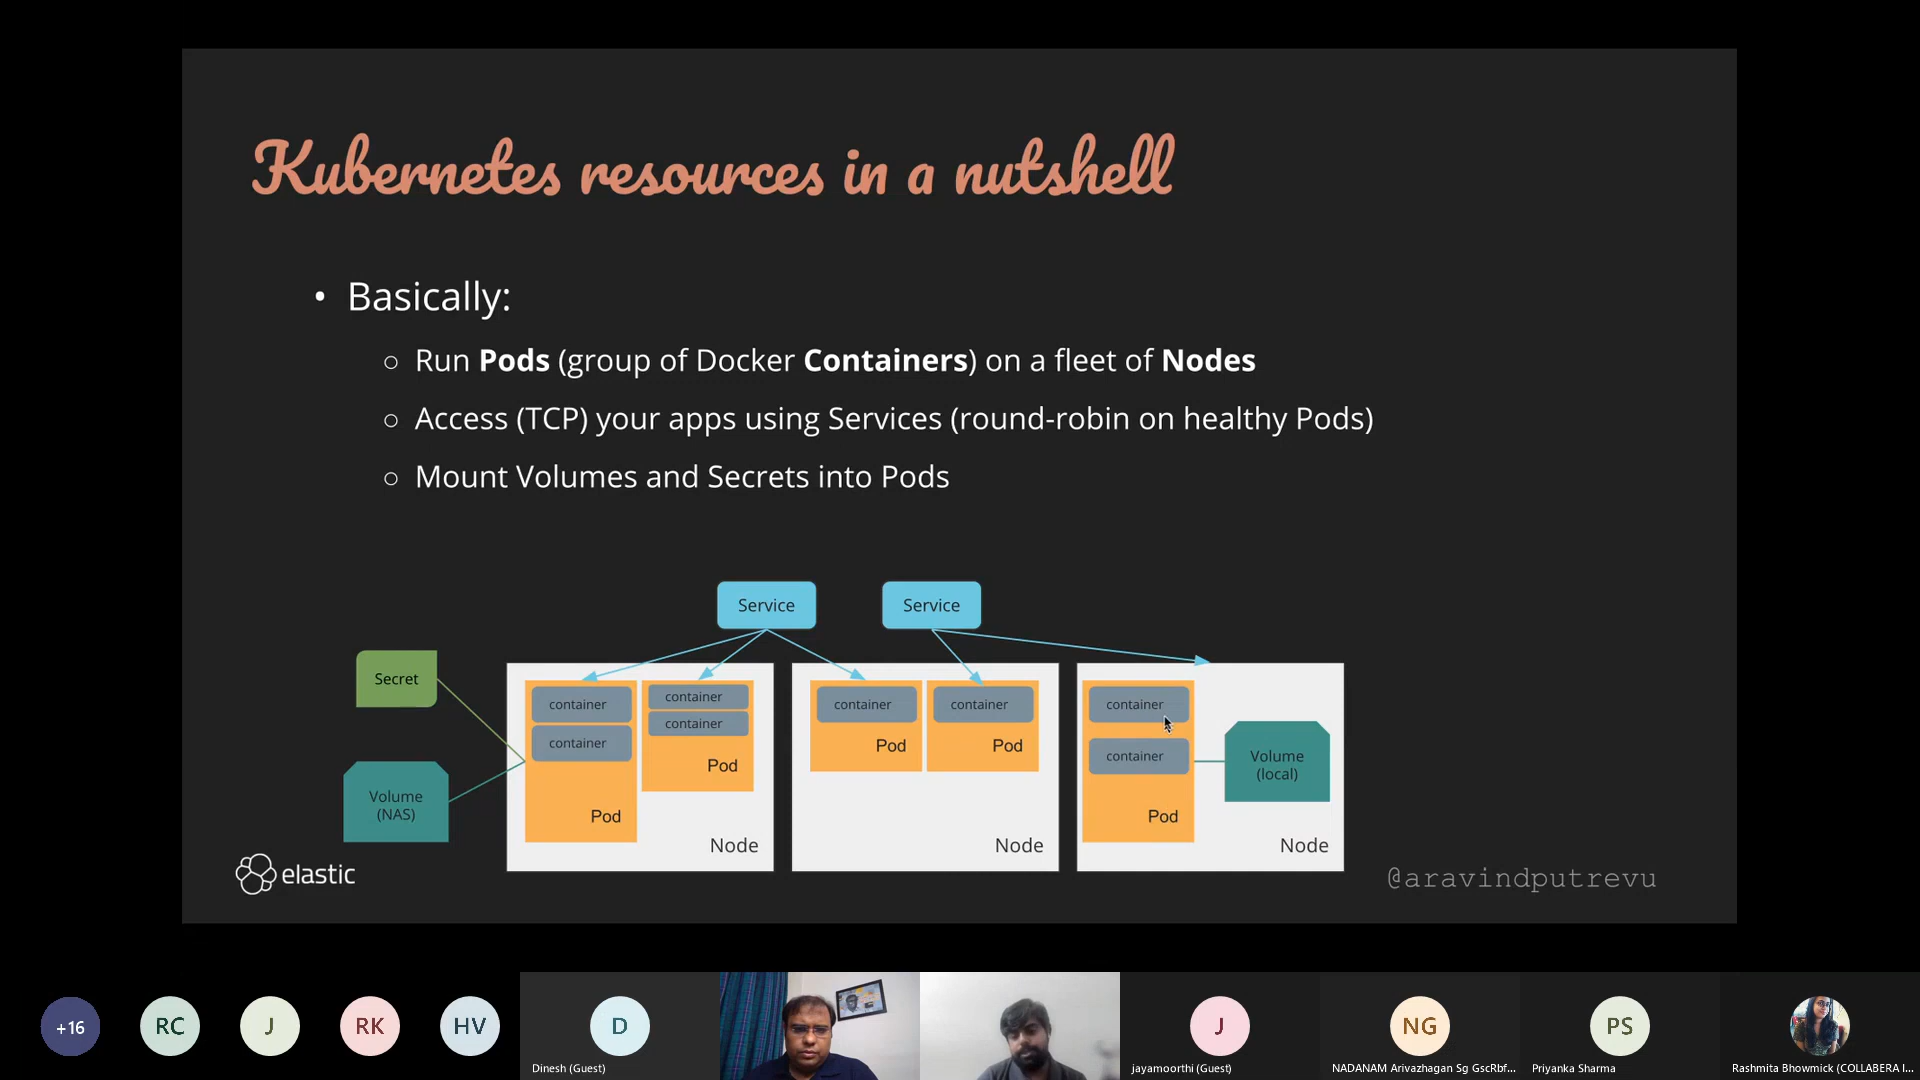 Kubernetes resources in a nutshell
• Basically:
○ Run Pods (group of Docker Containers) on a fleet of Nodes
○ Access (TCP) your apps using Services (round-robin on healthy Pods)
○ Mount Volumes and Secrets into Pods
Service
Service
Secret
Volume
(NAS)
container
container
Pod
container
container
Pod
Node
container
Pod
container
Pod
Node
container
container
Pod
Volume
(local)
Node
elastic
@aravindputrevu
+16
RC
J
RK
HV
D
Dinesh (Guest)
J
jayamoorthi (Guest)
NG
NADANAM Arivazhagan Sg GscRbf...
PS
Priyanka Sharma
Rashmita Bhowmick (COLLABERA I...